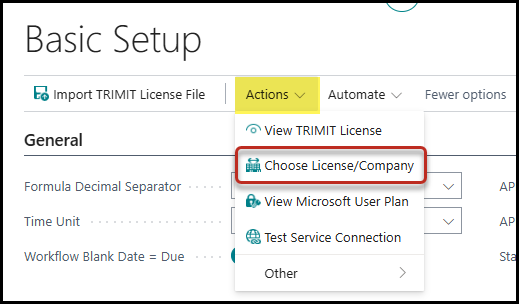 Basic Setup
Import TRIMIT License File Actions Automate Fewer options
View TRIMIT License
General
Choose License/Company
Formula Decimal Separator AP
View Microsoft User Plan
Time Unit AP
Test Service Connection
Workflow Blank Date = Due Sta
Other